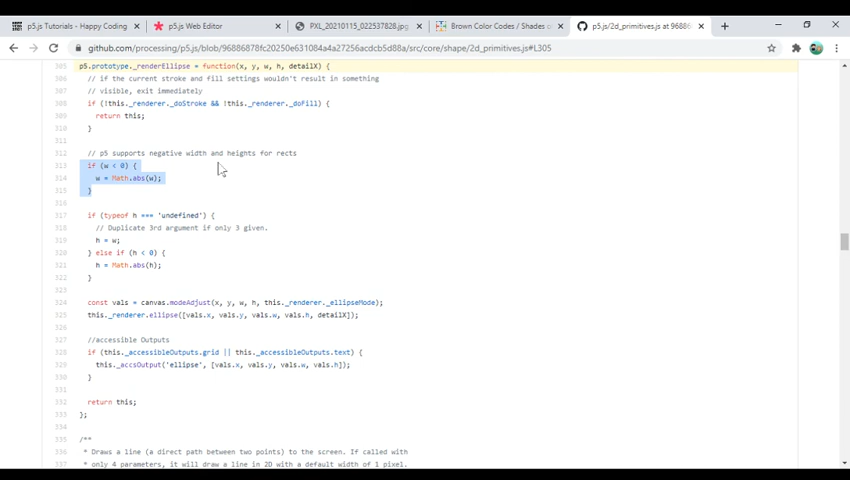 p5.js Tutorials - Happy Coding
p5.js Web Editor
PXL_20210115_022537828.jpg
Brown Color Codes / Shades o
p5.js/2d_primitives.js at 96886
github.com/processing/p5.js/blob/96886878fc20250e631084a4a27256acdcb5d88a/src/core/shape/2d_primitives.js#L305
305 p5.prototype._renderEllipse = function(x, y, w, h, detailX) {
306 // if the current stroke and fill settings wouldn't result in something
307 // visible, exit immediately
308 if (!this._renderer._doStroke && !this._renderer._doFill) {
309 return this;
310 }
311
312 // p5 supports negative width and heights for rects
313 if (w < 0) {
314 w = Math.abs(w);
315 }
316
317 if (typeof h === 'undefined') {
318 // Duplicate 3rd argument if only 3 given.
319 h = w;
320 } else if (h < 0) {
321 h = Math.abs(h);
322 }
323
324 const vals = canvas.modeAdjust(x, y, w, h, this._renderer._ellipseMode);
325 this._renderer.ellipse([vals.x, vals.y, vals.w, vals.h, detailX]);
326
327 //accessible Outputs
328 if (this._accessibleOutputs.grid || this._accessibleOutputs.text) {
329 this._accsOutput('ellipse', [vals.x, vals.y, vals.w, vals.h]);
330 }
331
332 return this;
333 };
334
335 /**
336 * Draws a line (a direct path between two points) to the screen. If called with
337 * only 4 parameters, it will draw a line in 2D with a default width of 1 pixel.